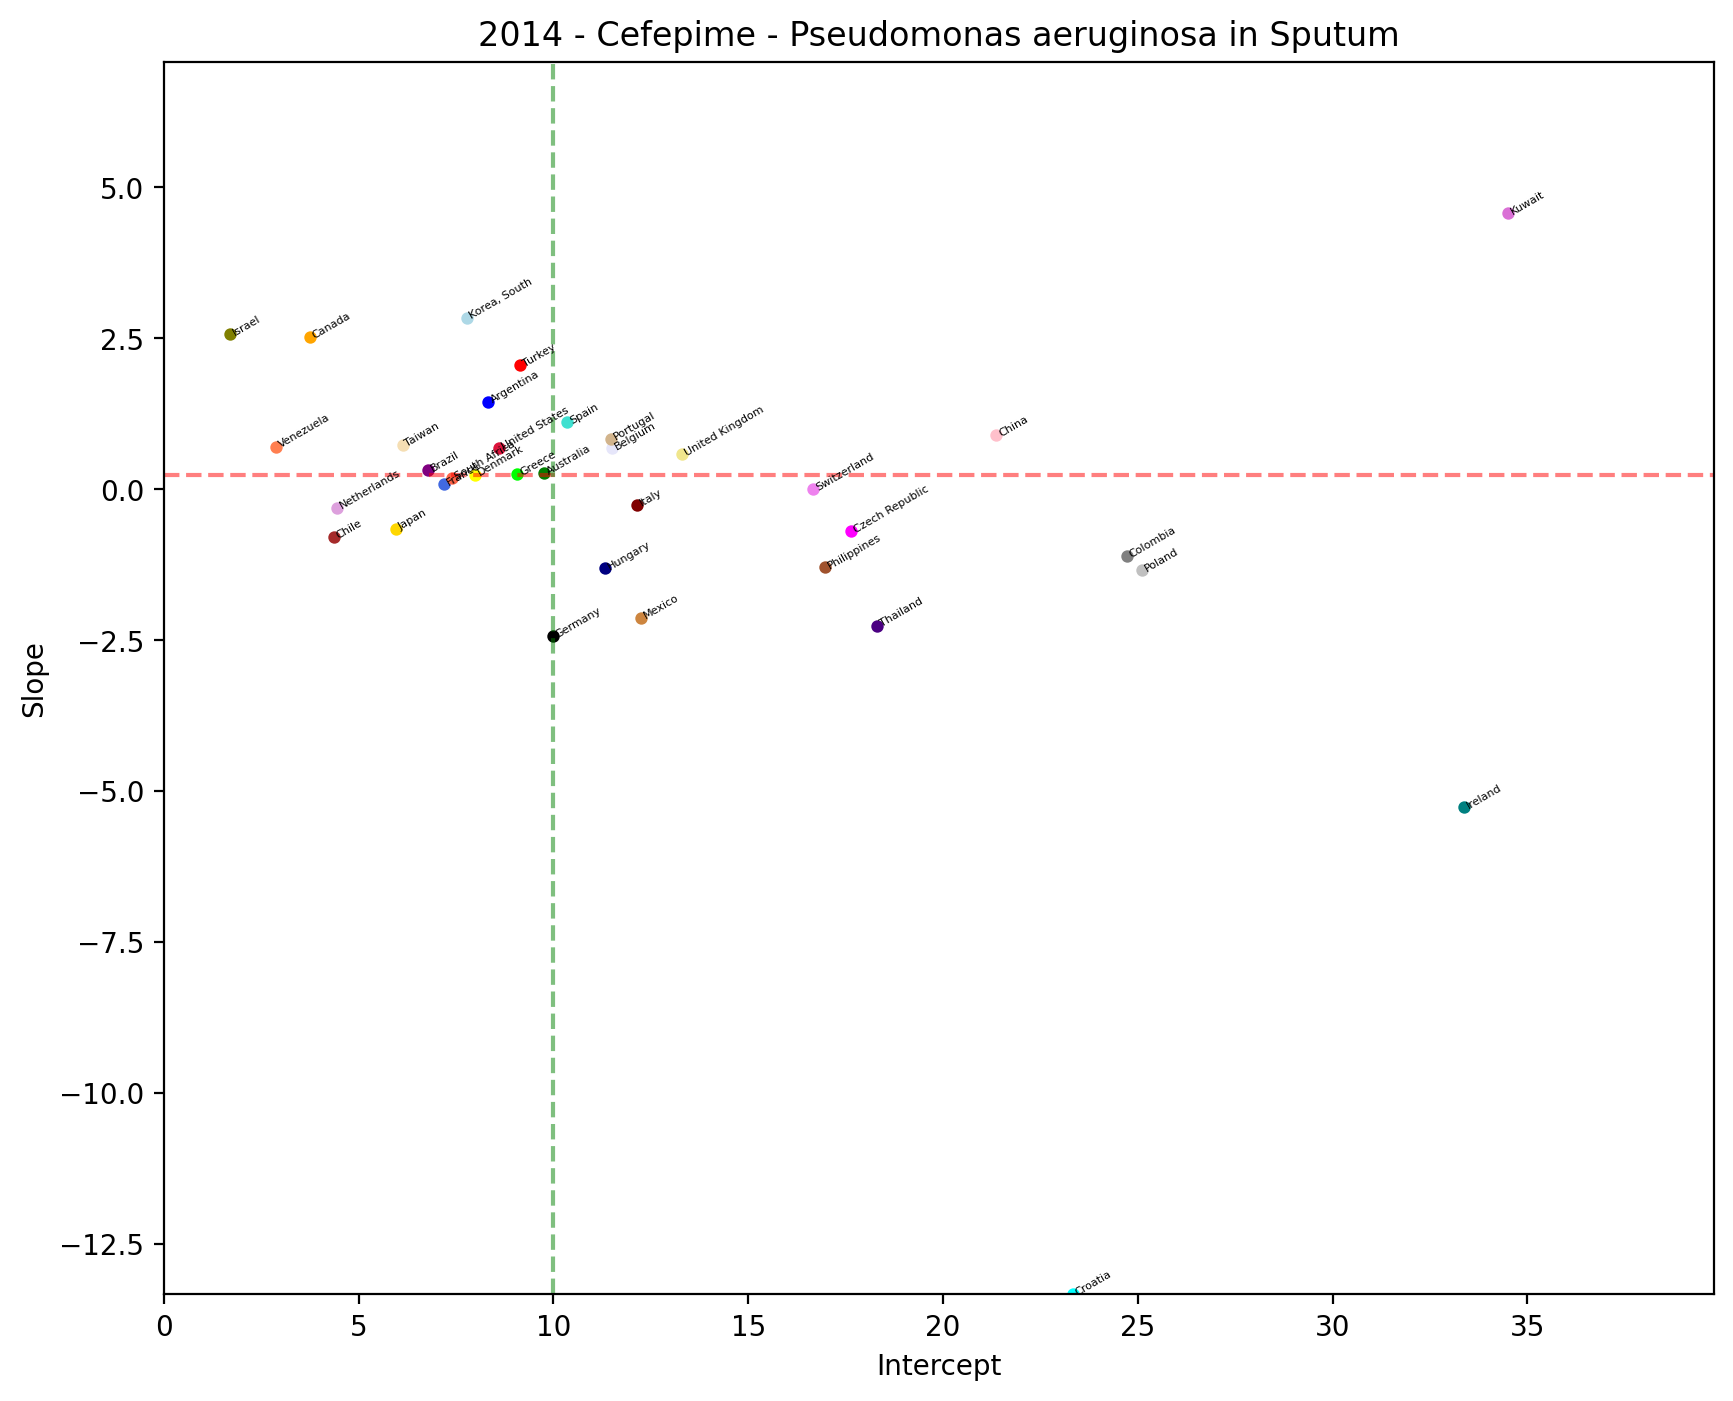 2014 - Cefepime - Pseudomonas aeruginosa in Sputum
Slope
5.0
2.5
0.0
−2.5
−5.0
−7.5
−10.0
−12.5
Kuwait
Korea, South
Israel
Canada
Turkey
Argentina
Spain
Venezuela
Taiwan
United States
Portugal
Belgium
United Kingdom
China
Brazil
South Africa
France
Denmark
Greece
Australia
Switzerland
Netherlands
Italy
Chile
Japan
Czech Republic
Hungary
Philippines
Colombia
Poland
Germany
Mexico
Thailand
Ireland
Croatia
0
5
10
15
20
25
30
35
Intercept